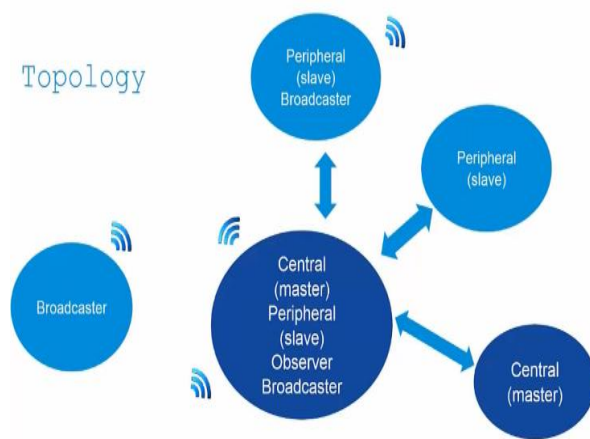 Topology
Peripheral
(slave)
Broadcaster
Peripheral
(slave)
Broadcaster
Central
(master)
Peripheral
(slave)
Observer
Broadcaster
Central
(master)